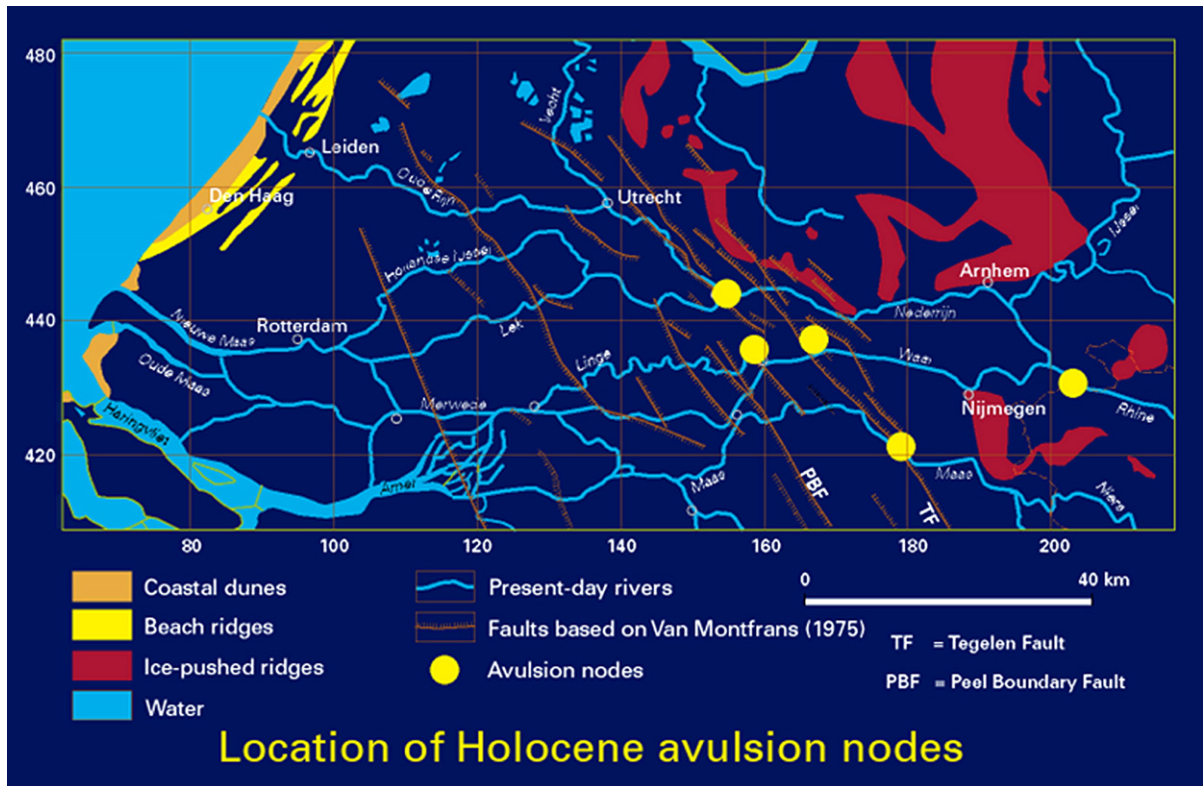 480
460
440
420
80
100
120
140
160
180
200
Vecht
Leiden
Oude Rijn
Utrecht
Den Haag
IJssel
Hollandse IJssel
Arnhem
Nieuwe Maas
Rotterdam
Lek
Nederrijn
Oude Maas
Linge
Waal
Merwede
Nijmegen
Rhine
Haringvliet
Amer
Maas
PBF
Maas
TF
Niers
Coastal dunes
Beach ridges
Ice-pushed ridges
Water
Present-day rivers
Faults based on Van Montfrans (1975)
Avulsion nodes
0 40 km
TF = Tegelen Fault
PBF = Peel Boundary Fault
Location of Holocene avulsion nodes